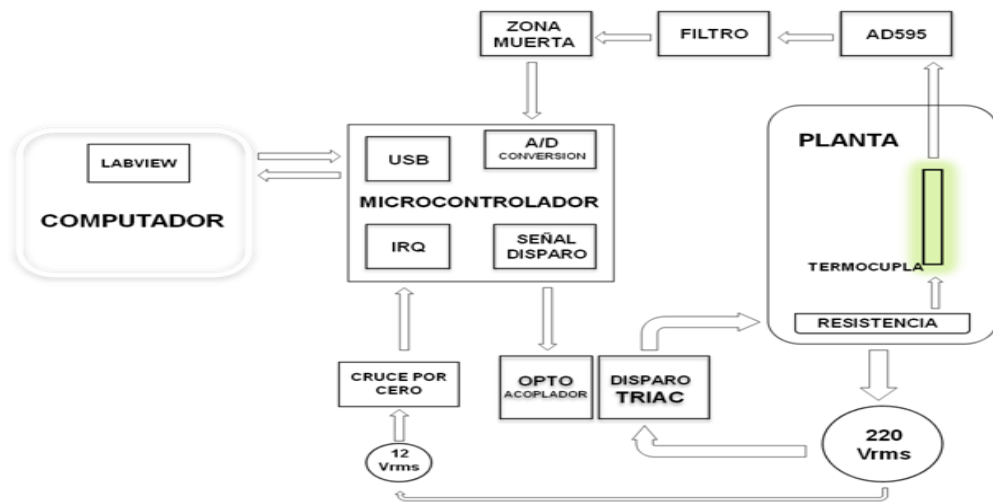 ZONA
MUERTA
FILTRO
AD595
LABVIEW
COMPUTADOR
USB
A/D
CONVERSION
MICROCONTROLADOR
IRQ
SEÑAL
DISPARO
PLANTA
TERMOCUPLA
RESISTENCIA
CRUCE POR
CERO
OPTO
ACOPLADOR
DISPARO
TRIAC
12
Vrms
220
Vrms